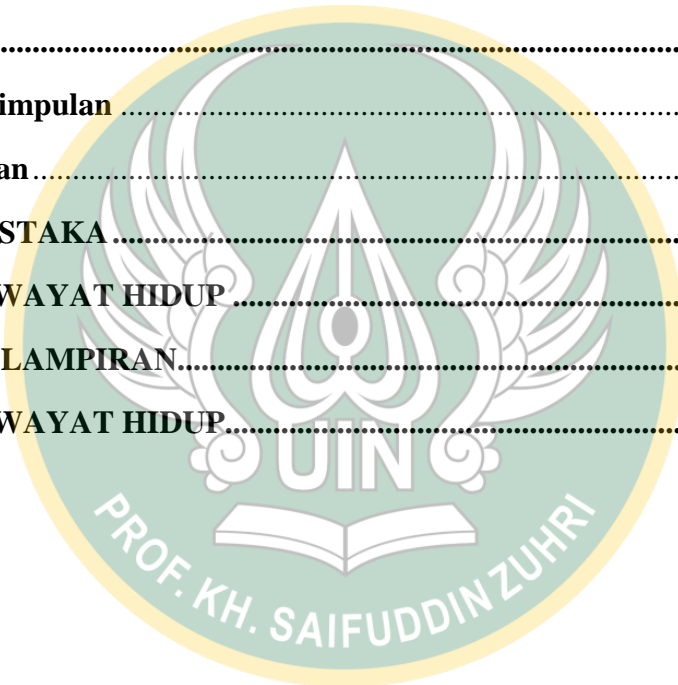 ..........................................................................................
impulan ..........................................................................
an ......................................................................................
STAKA ...........................................................................
WAYAT HIDUP ............................................................
LAMPIRAN ...................................................................
WAYAT HIDUP .............................................................
UIN
PROF. KH. SAIFUDDIN ZUHRI